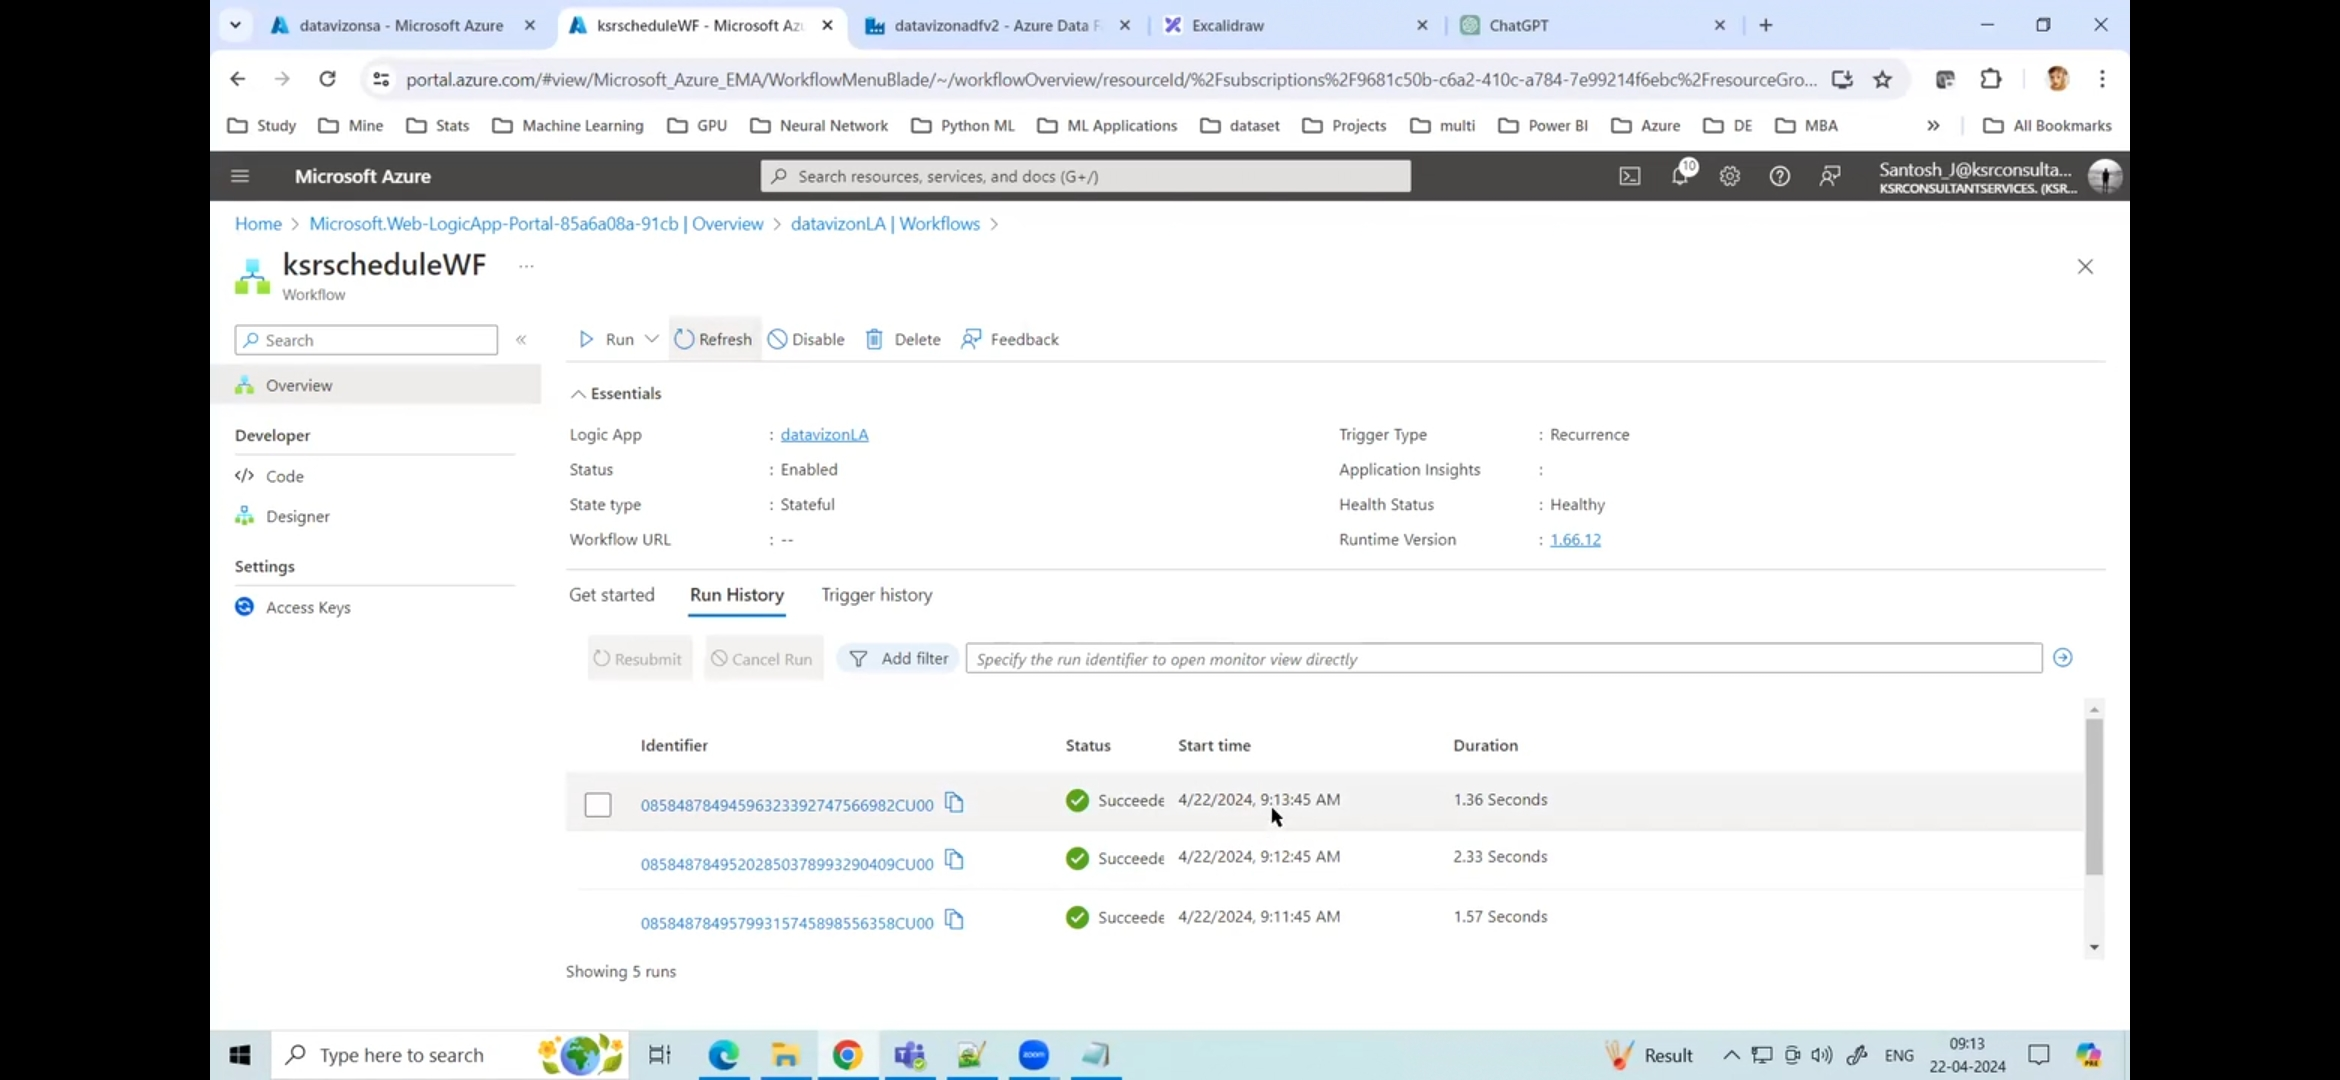 datavizonsa - Microsoft Azure
ksrscheduleWF - Microsoft Azu
datavizonadfv2 - Azure Data F
Excalidraw
ChatGPT
portal.azure.com/#view/Microsoft_Azure_EMA/WorkflowMenuBlade/~/workflowOverview/resourceId/%2Fsubscriptions%2F9681c50b-c6a2-410c-a784-7e99214f6ebc%2FresourceGro...
Study Mine Stats Machine Learning GPU Neural Network Python ML ML Applications dataset Projects multi Power BI Azure DE MBA » All Bookmarks
Microsoft Azure
Search resources, services, and docs (G+/)
10
Santosh_J@ksrconsulta...
KSRCONSULTANTSERVICES. (KSR...
Home > Microsoft.Web-LogicApp-Portal-85a6a08a-91cb | Overview > datavizonLA | Workflows >
ksrscheduleWF ...
Workflow
Search «
Overview
Developer
Code
Designer
Settings
Access Keys
Run Refresh Disable Delete Feedback
Essentials
Logic App : datavizonLA
Status : Enabled
State type : Stateful
Workflow URL : --
Trigger Type : Recurrence
Application Insights :
Health Status : Healthy
Runtime Version : 1.66.12
Get started Run History Trigger history
Resubmit Cancel Run Add filter Specify the run identifier to open monitor view directly
Identifier Status Start time Duration
08584878494596323392747566982CU00 Succeede 4/22/2024, 9:13:45 AM 1.36 Seconds
08584878495202850378993290409CU00 Succeede 4/22/2024, 9:12:45 AM 2.33 Seconds
08584878495799315745898556358CU00 Succeede 4/22/2024, 9:11:45 AM 1.57 Seconds
Showing 5 runs
Type here to search
zoom
Result
ENG
09:13
22-04-2024
PRE